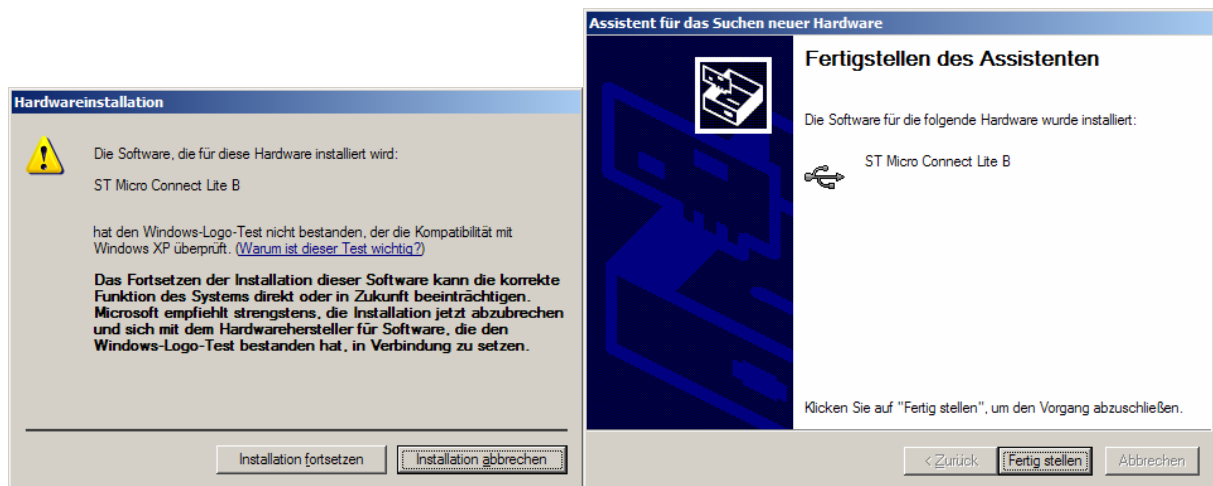 Hardwareinstallation
Die Software, die für diese Hardware installiert wird:
ST Micro Connect Lite B
hat den Windows-Logo-Test nicht bestanden, der die Kompatibilität mit
Windows XP überprüft. (Warum ist dieser Test wichtig?)
Das Fortsetzen der Installation dieser Software kann die korrekte
Funktion des Systems direkt oder in Zukunft beeinträchtigen.
Microsoft empfiehlt strengstens, die Installation jetzt abzubrechen
und sich mit dem Hardwarehersteller für Software, die den
Windows-Logo-Test bestanden hat, in Verbindung zu setzen.
Installation fortsetzen Installation abbrechen
Assistent für das Suchen neuer Hardware
Fertigstellen des Assistenten
Die Software für die folgende Hardware wurde installiert:
ST Micro Connect Lite B
Klicken Sie auf "Fertig stellen", um den Vorgang abzuschließen.
< Zurück Fertig stellen Abbrechen